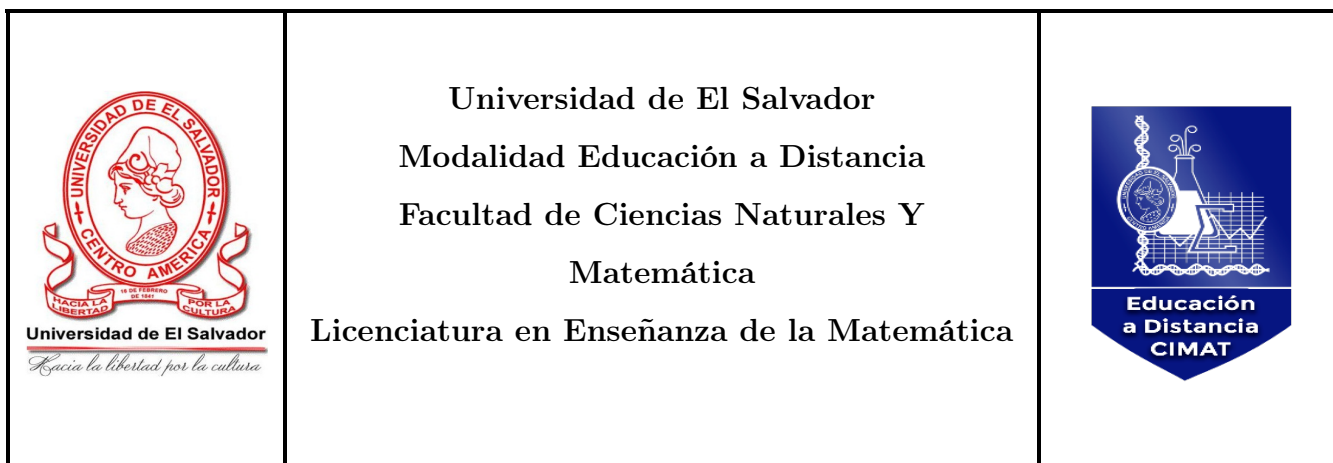 UNIVERSIDAD DE EL SALVADOR
CENTRO AMERICA
HACIA LA LIBERTAD
16 DE FEBRERO DE 1841
POR LA CULTURA
Universidad de El Salvador
Hacia la libertad por la cultura
Universidad de El Salvador
Modalidad Educación a Distancia
Facultad de Ciencias Naturales Y
Matemática
Licenciatura en Enseñanza de la Matemática
Educación
a Distancia
CIMAT